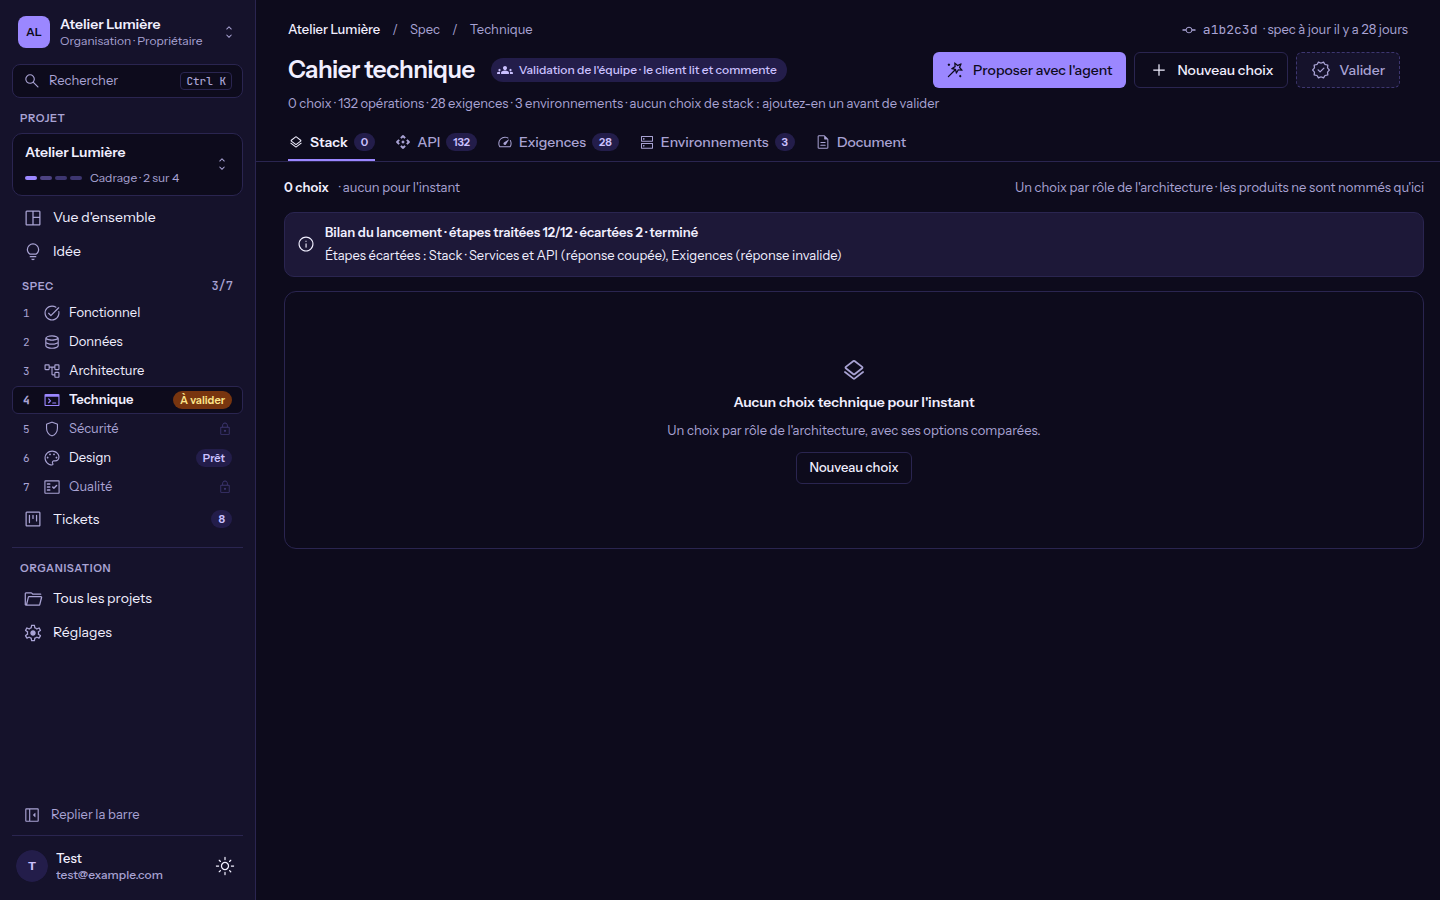 AL
Atelier Lumière
Organisation · Propriétaire
Rechercher
Ctrl K
PROJET
Atelier Lumière
Cadrage · 2 sur 4
Vue d'ensemble
Idée
SPEC 3/7
1 Fonctionnel
2 Données
3 Architecture
4 Technique À valider
5 Sécurité
6 Design Prêt
7 Qualité
Tickets 8
ORGANISATION
Tous les projets
Réglages
Replier la barre
T
Test
test@example.com
Atelier Lumière / Spec / Technique
a1b2c3d · spec à jour il y a 28 jours
Cahier technique
Validation de l'équipe · le client lit et commente
Proposer avec l'agent
Nouveau choix
Valider
0 choix · 132 opérations · 28 exigences · 3 environnements · aucun choix de stack : ajoutez-en un avant de valider
Stack 0
API 132
Exigences 28
Environnements 3
Document
0 choix · aucun pour l'instant
Un choix par rôle de l'architecture · les produits ne sont nommés qu'ici
Bilan du lancement · étapes traitées 12/12 · écartées 2 · terminé
Étapes écartées : Stack · Services et API (réponse coupée), Exigences (réponse invalide)
Aucun choix technique pour l'instant
Un choix par rôle de l'architecture, avec ses options comparées.
Nouveau choix